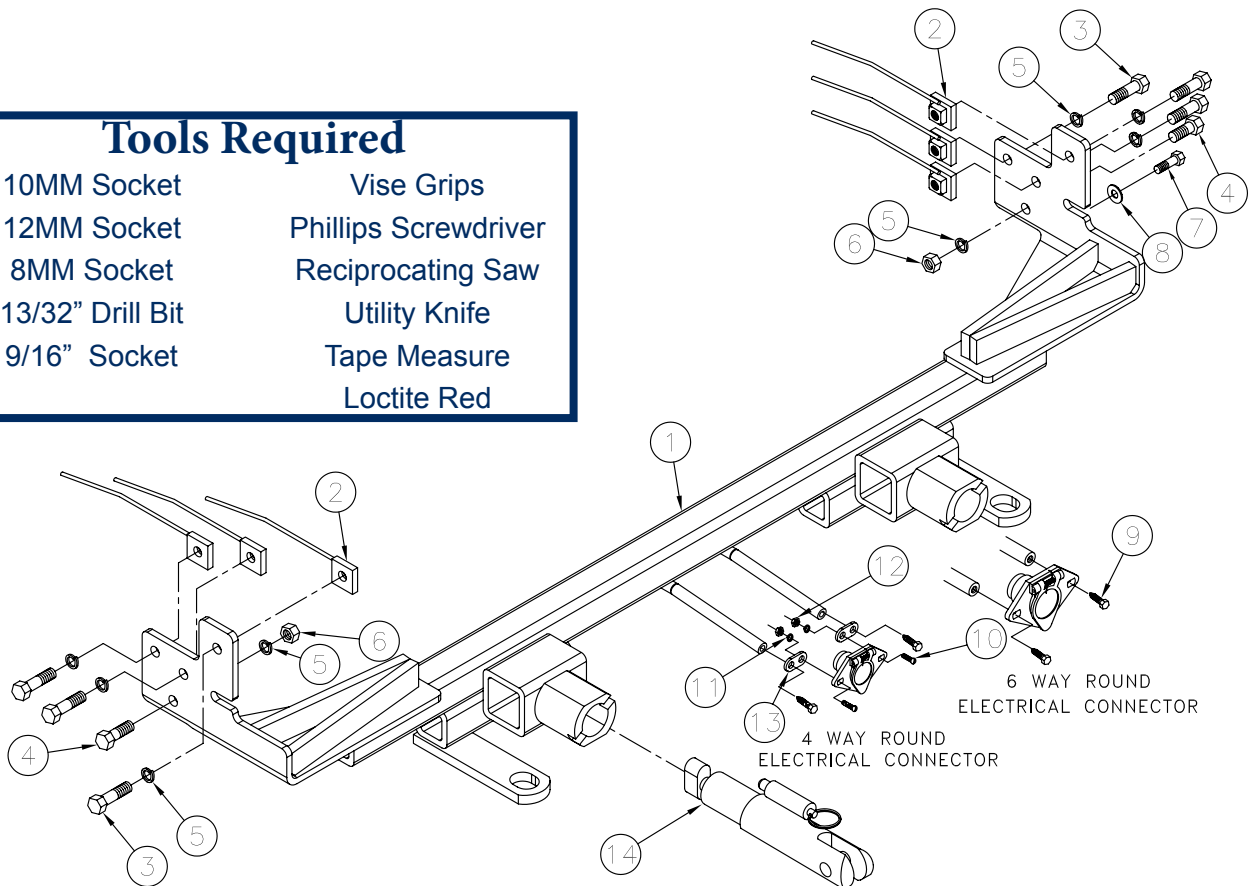 Tools Required
10MM Socket
12MM Socket
8MM Socket
13/32” Drill Bit
9/16” Socket
Vise Grips
Phillips Screwdriver
Reciprocating Saw
Utility Knife
Tape Measure
Loctite Red
2
3
5
4
5
6
7
8
1
2
9
12
6
5
10
11
6 WAY ROUND
ELECTRICAL CONNECTOR
13
4 WAY ROUND
ELECTRICAL CONNECTOR
4
5
3
14